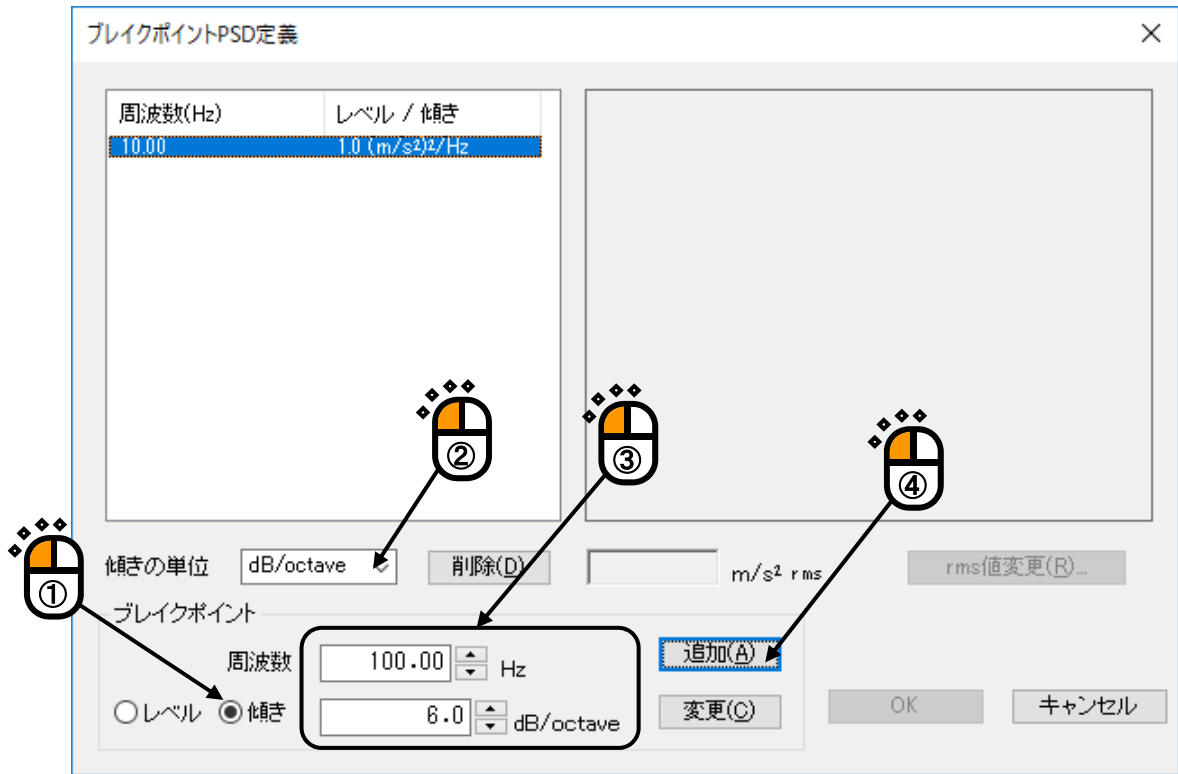 ブレイクポイントPSD定義
周波数(Hz) レベル / 傾き
10.00 1.0 (m/s²)²/Hz
②
③
④
①
傾きの単位 dB/octave 削除(D) m/s² rms rms値変更(R)...
ブレイクポイント
周波数 100.00 Hz 追加(A)
レベル 傾き 6.0 dB/octave 変更(C) OK キャンセル